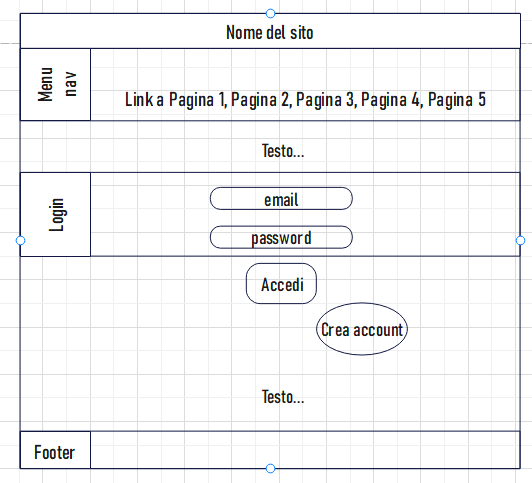 Nome del sito
Menu
nav
Link a Pagina 1, Pagina 2, Pagina 3, Pagina 4, Pagina 5
Testo...
Login
email
password
Accedi
Crea account
Testo...
Footer